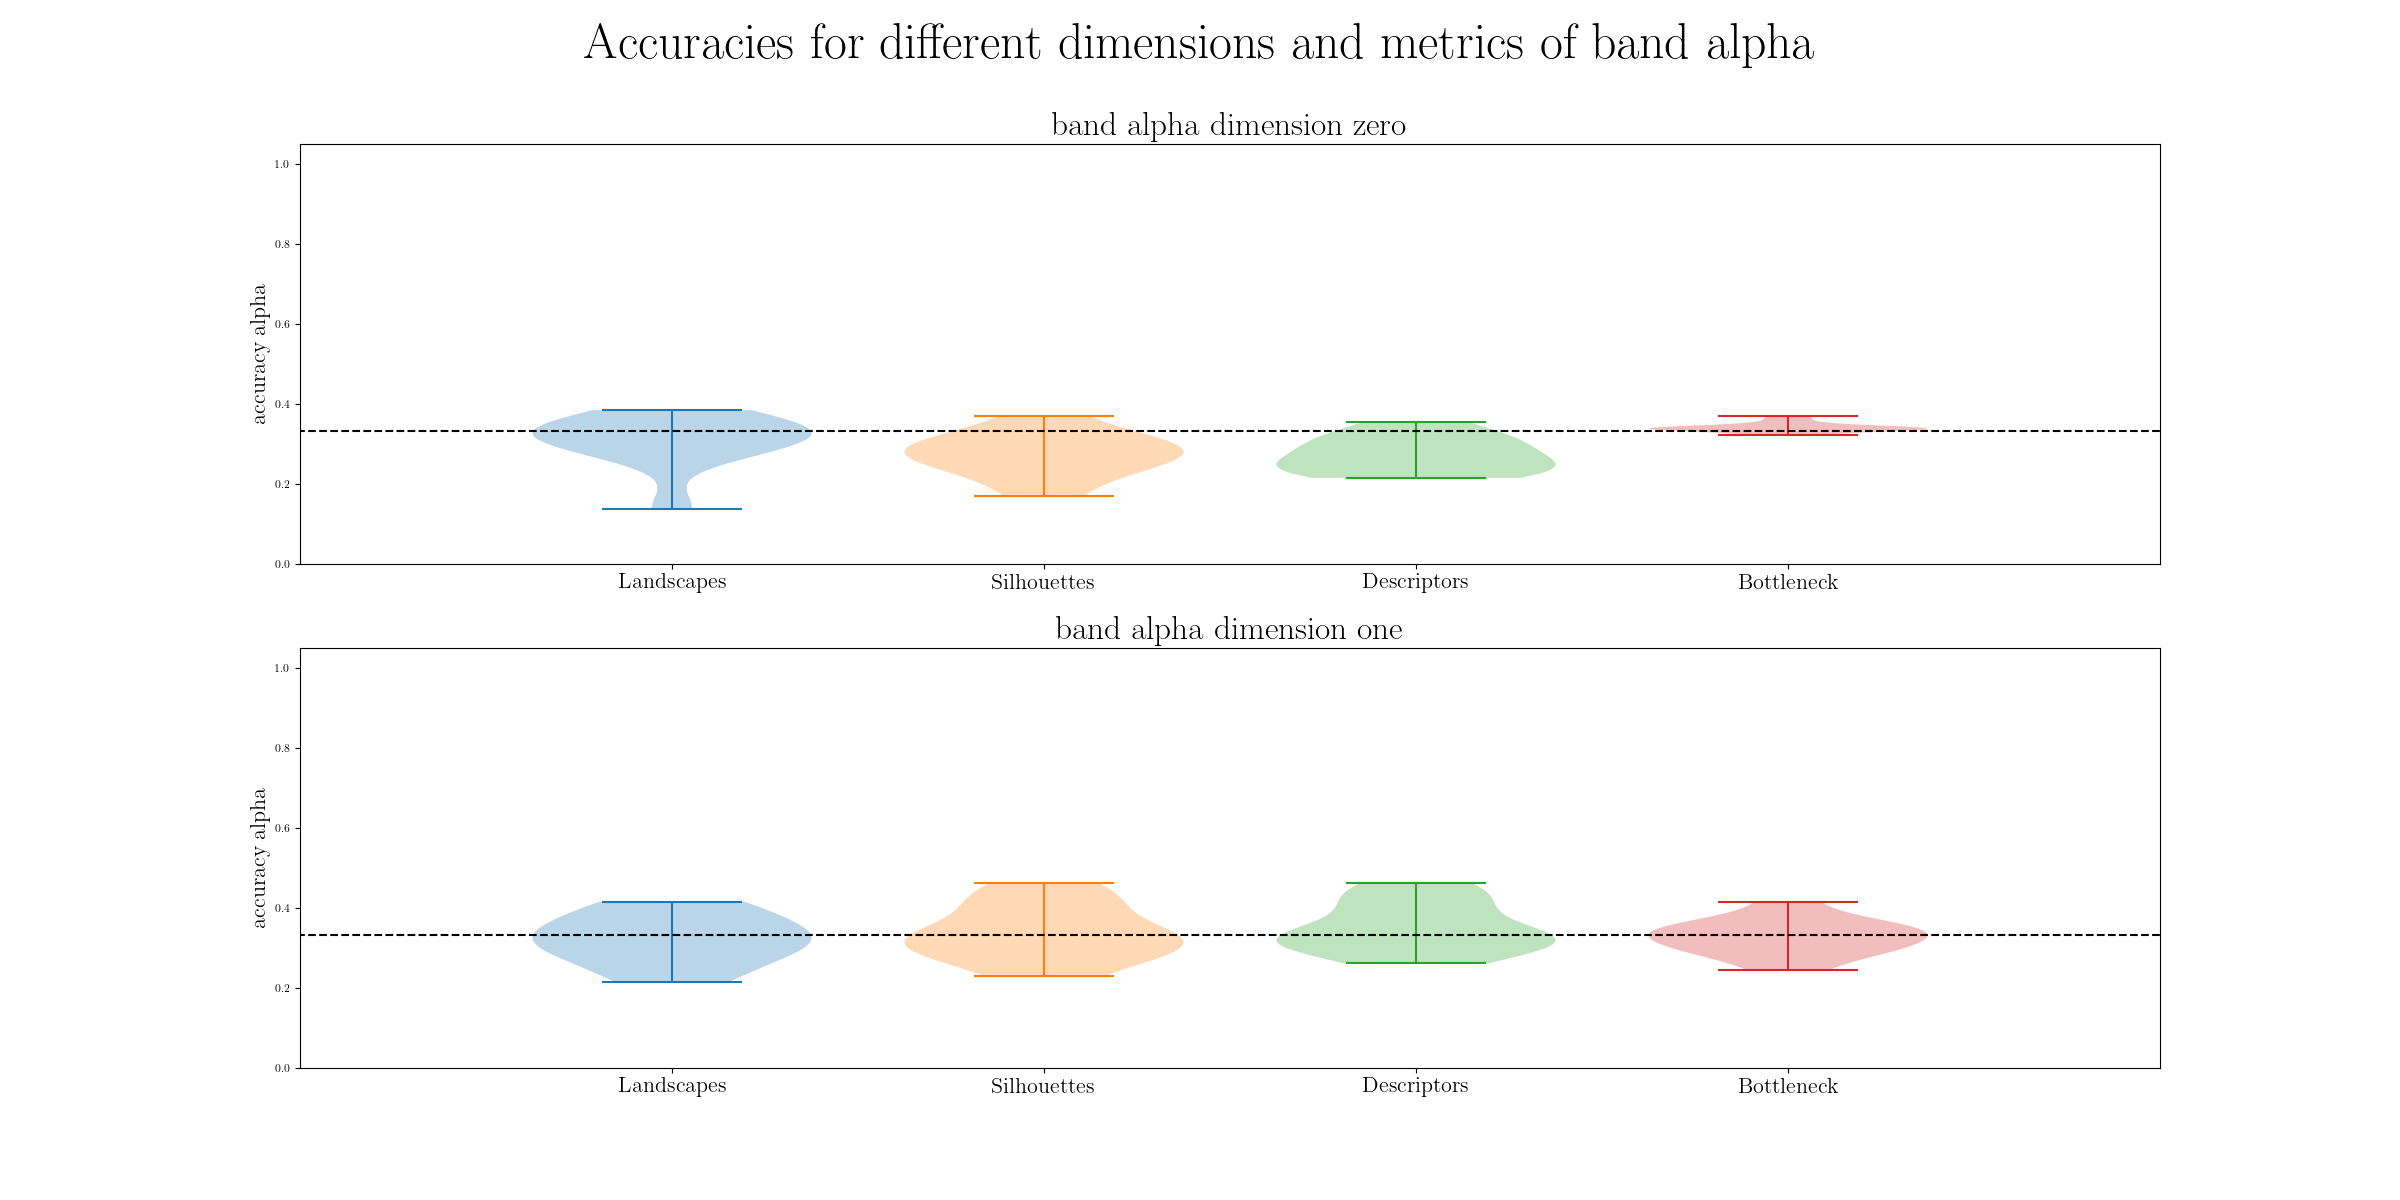 Accuracies for different dimensions and metrics of band alpha
band alpha dimension zero
accuracy alpha
1.0
0.8
0.6
0.4
0.2
0.0
Landscapes Silhouettes Descriptors Bottleneck
band alpha dimension one
accuracy alpha
1.0
0.8
0.6
0.4
0.2
0.0
Landscapes Silhouettes Descriptors Bottleneck